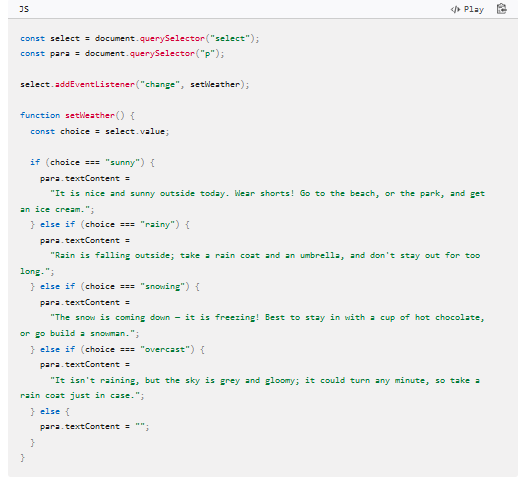 JS
</> Play
const select = document.querySelector("select");
const para = document.querySelector("p");
select.addEventListener("change", setWeather);
function setWeather() {
const choice = select.value;
if (choice === "sunny") {
para.textContent =
"It is nice and sunny outside today. Wear shorts! Go to the beach, or the park, and get
an ice cream.";
} else if (choice === "rainy") {
para.textContent =
"Rain is falling outside; take a rain coat and an umbrella, and don't stay out for too
long.";
} else if (choice === "snowing") {
para.textContent =
"The snow is coming down — it is freezing! Best to stay in with a cup of hot chocolate,
or go build a snowman.";
} else if (choice === "overcast") {
para.textContent =
"It isn't raining, but the sky is grey and gloomy; it could turn any minute, so take a
rain coat just in case.";
} else {
para.textContent = "";
}
}